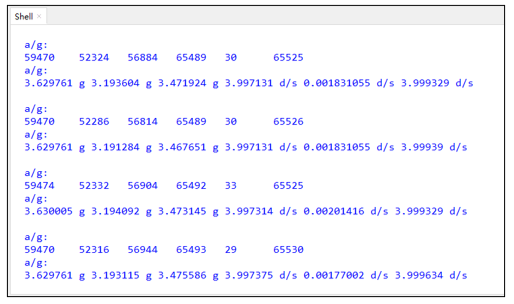 Shell ×
a/g:
59470 52324 56884 65489 30 65525
a/g:
3.629761 g 3.193604 g 3.471924 g 3.997131 d/s 0.001831055 d/s 3.999329 d/s
a/g:
59470 52286 56814 65489 30 65526
a/g:
3.629761 g 3.191284 g 3.467651 g 3.997131 d/s 0.001831055 d/s 3.99939 d/s
a/g:
59474 52332 56904 65492 33 65525
a/g:
3.630005 g 3.194092 g 3.473145 g 3.997314 d/s 0.00201416 d/s 3.999329 d/s
a/g:
59470 52316 56944 65493 29 65530
a/g:
3.629761 g 3.193115 g 3.475586 g 3.997375 d/s 0.00177002 d/s 3.999634 d/s